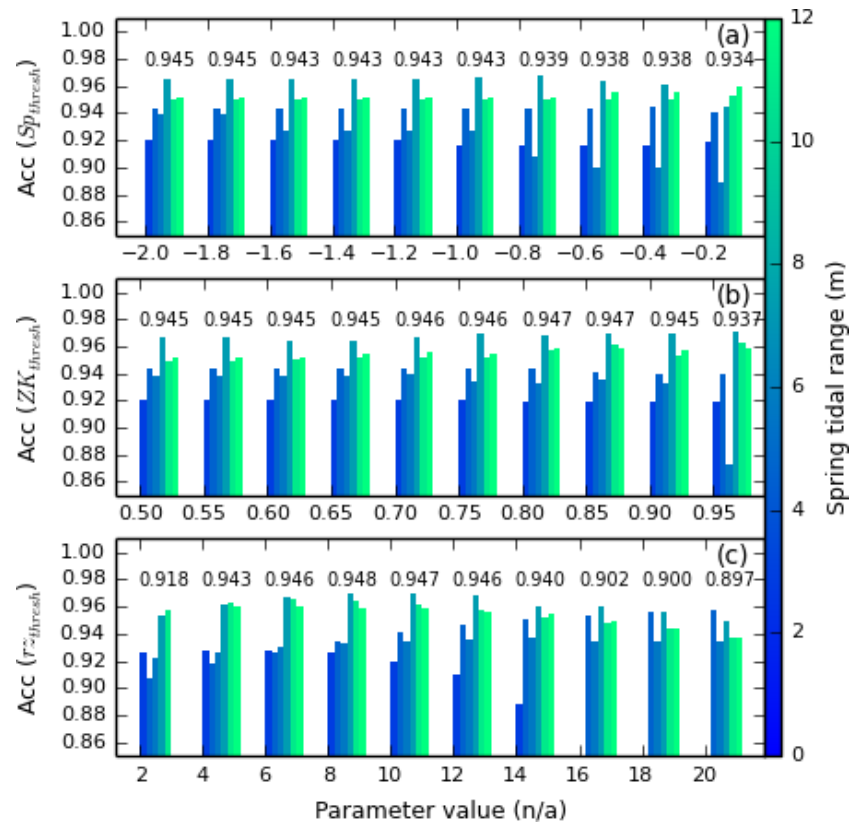 (a)
1.00
0.98
0.96
0.94
0.92
0.90
0.88
0.86
Acc (Sp_thresh)
0.945 0.945 0.943 0.943 0.943 0.943 0.939 0.938 0.938 0.934
−2.0 −1.8 −1.6 −1.4 −1.2 −1.0 −0.8 −0.6 −0.4 −0.2
(b)
1.00
0.98
0.96
0.94
0.92
0.90
0.88
0.86
Acc (ZK_thresh)
0.945 0.945 0.945 0.945 0.946 0.946 0.947 0.947 0.945 0.937
0.50 0.55 0.60 0.65 0.70 0.75 0.80 0.85 0.90 0.95
(c)
1.00
0.98
0.96
0.94
0.92
0.90
0.88
0.86
Acc (rz_thresh)
0.918 0.943 0.946 0.948 0.947 0.946 0.940 0.902 0.900 0.897
2 4 6 8 10 12 14 16 18 20
Parameter value (n/a)
12
10
8
6
4
2
0
Spring tidal range (m)